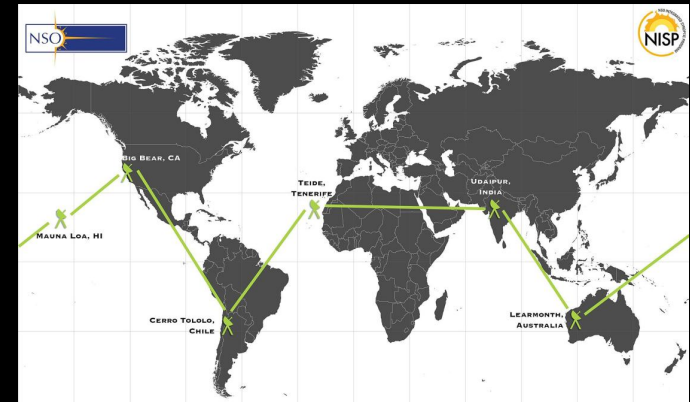 NSO
NISP
BIG BEAR, CA
MAUNA LOA, HI
TEIDE,
TENERIFE
UDAIPUR,
INDIA
CERRO TOLOLO,
CHILE
LEARMONTH,
AUSTRALIA